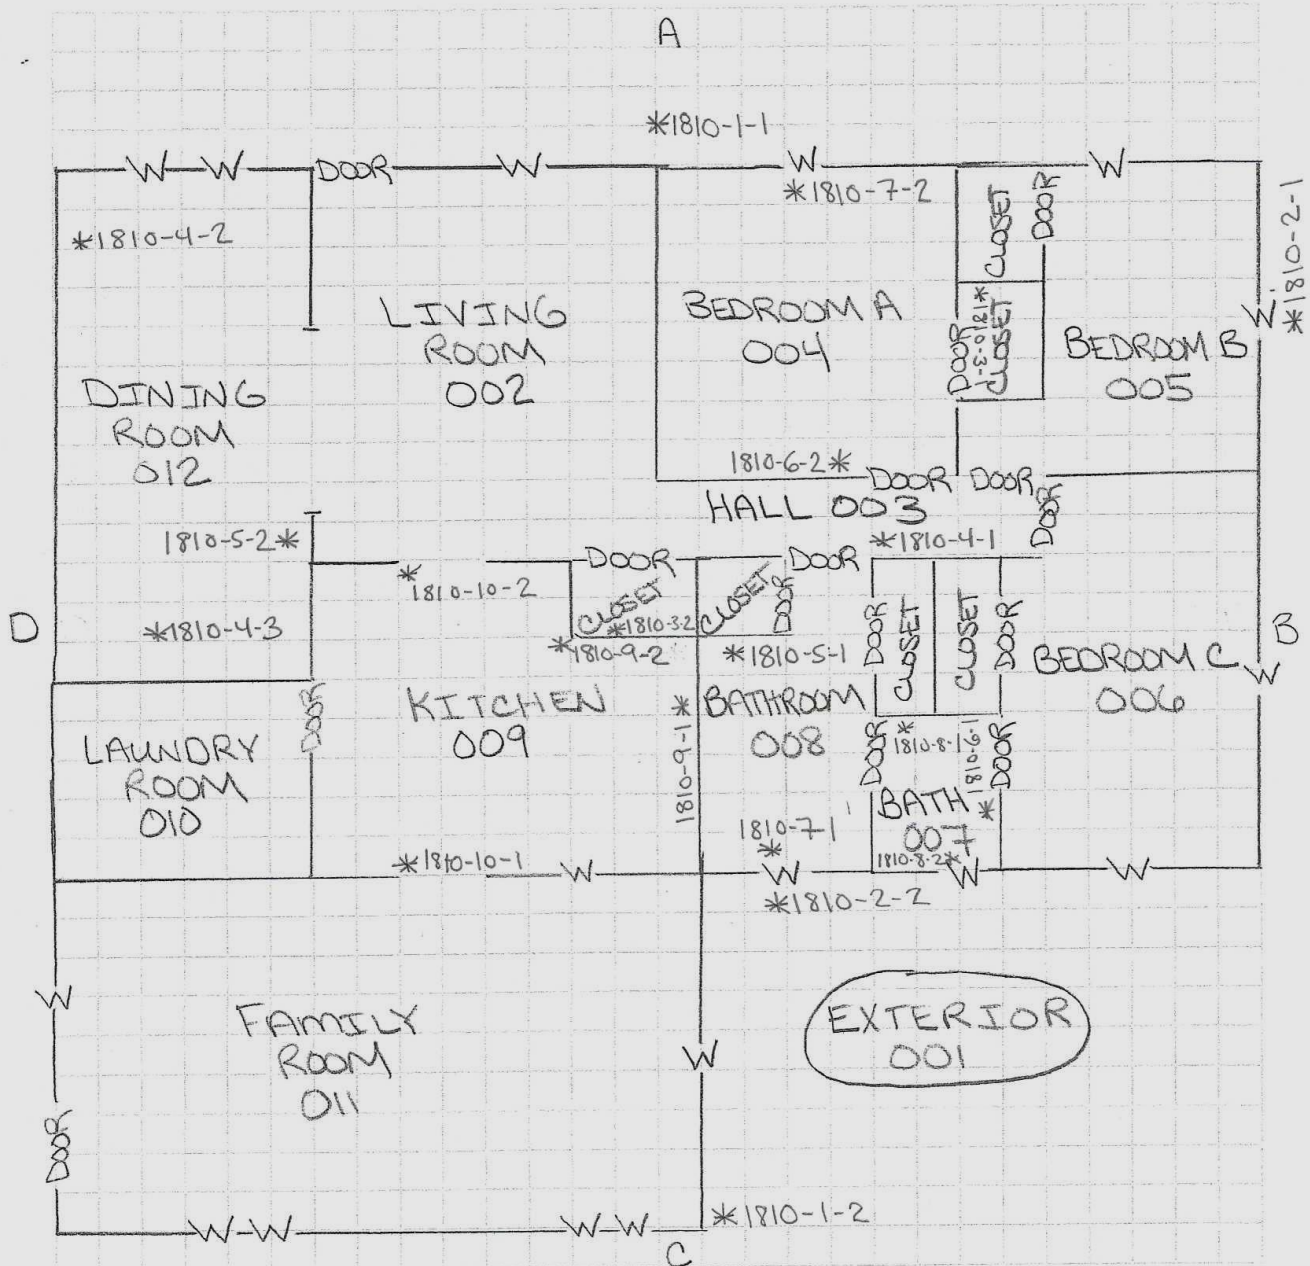 A
*1810-1-1
W W DOOR W W W
*1810-7-2
*1810-4-2
CLOSET
DOOR
*1810-2-1
LIVING
ROOM
002
BEDROOM A
004
DOOR
*1810-3-1
CLOSET
W
BEDROOM B
005
DINING
ROOM
012
1810-6-2*
DOOR DOOR
DOOR
HALL 003
1810-5-2*
*1810-4-1
DOOR DOOR
*1810-10-2
CLOSET
*1810-3-2
CLOSET
DOOR
D
*1810-4-3
*1810-9-2
*1810-5-1
DOOR
CLOSET
CLOSET
DOOR
B
BEDROOM C
006
W
LAUNDRY
ROOM
010
DOOR
KITCHEN
009
*
1810-9-1
BATHROOM
008
DOOR
*
1810-8-1
1810-6-1
*
DOOR
BATH
007
1810-7-1
*
1810-8-2*
*1810-10-1
W W W W
*1810-2-2
W
FAMILY
ROOM
011
W
EXTERIOR
001
DOOR
W W W W
*1810-1-2
C